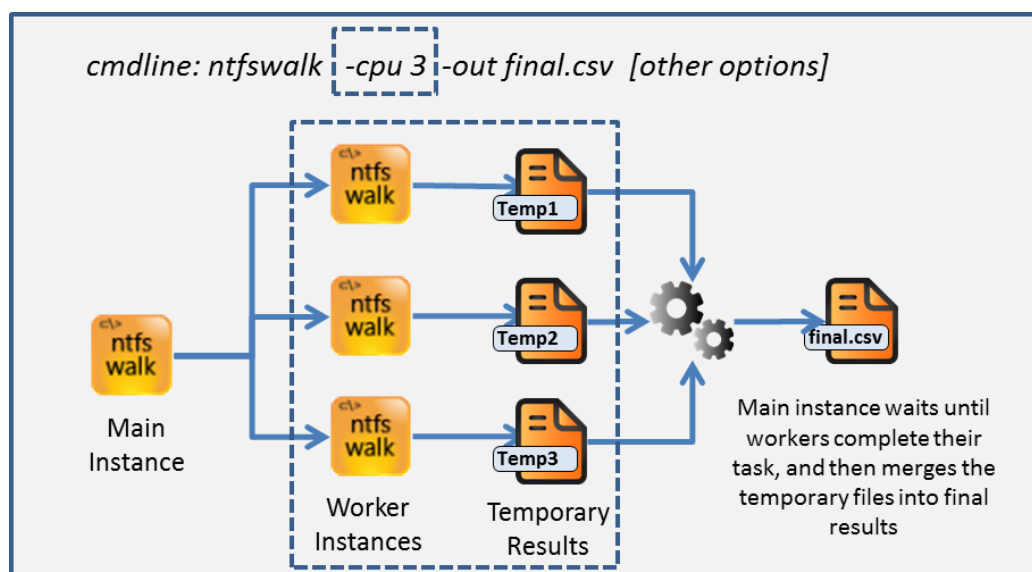 cmdline: ntfswalk -cpu 3 -out final.csv [other options]
c\>
ntfs
walk
Temp1
c\>
ntfs
walk
Temp2
c\>
ntfs
walk
final.csv
c\>
ntfs
walk
Temp3
Main
Instance
Worker
Instances
Temporary
Results
Main instance waits until
workers complete their
task, and then merges the
temporary files into final
results